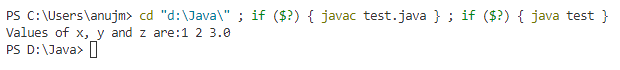 PS C:\Users\anujm> cd "d:\Java\" ; if ($?) { javac test.java } ; if ($?) { java test }
Values of x, y and z are:1 2 3.0
PS D:\Java>